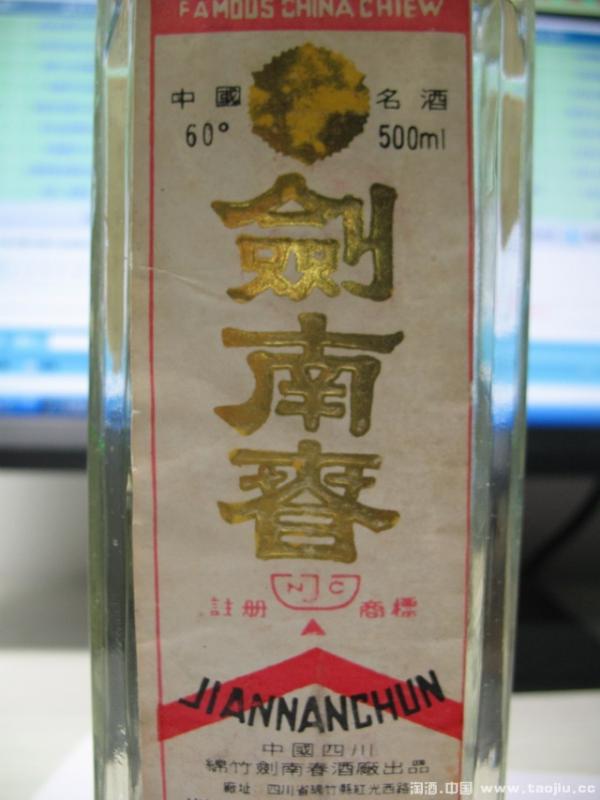 FAMOUS CHINA CHIEW
中國 名酒
60° 500ml
劍南春
NJC
註册 商標
JIANNANCHUN
中國四川
綿竹劍南春酒廠出品
廠址 四川省綿竹縣紅光西路
淘酒.中国 - www.taojiu.cc